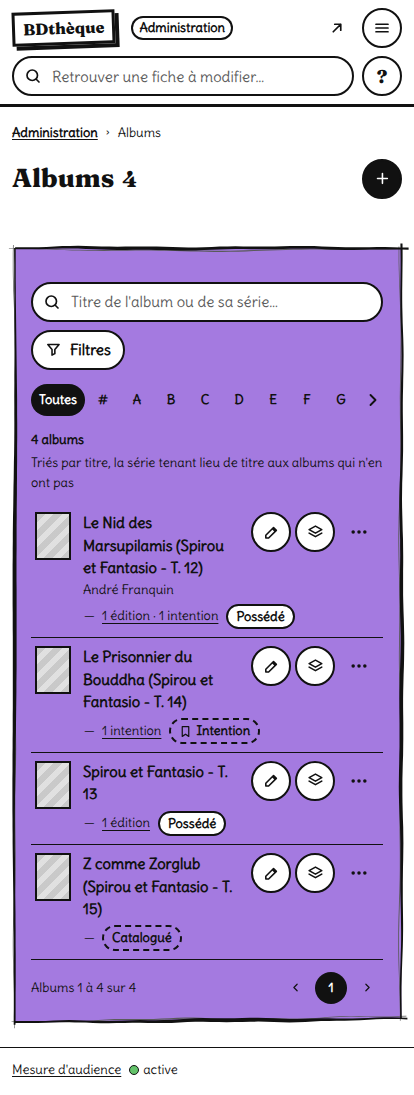 BDthèque
Administration
Retrouver une fiche à modifier...
?
Administration › Albums
Albums 4
+
Titre de l'album ou de sa série...
Filtres
Toutes # A B C D E F G
4 albums
Triés par titre, la série tenant lieu de titre aux albums qui n'en
ont pas
Le Nid des
Marsupilamis (Spirou
et Fantasio - T. 12)
André Franquin
— 1 édition · 1 intention Possédé
Le Prisonnier du
Bouddha (Spirou et
Fantasio - T. 14)
— 1 intention Intention
Spirou et Fantasio - T.
13
— 1 édition Possédé
Z comme Zorglub
(Spirou et Fantasio - T.
15)
— Catalogué
Albums 1 à 4 sur 4
‹ 1 ›
Mesure d'audience active